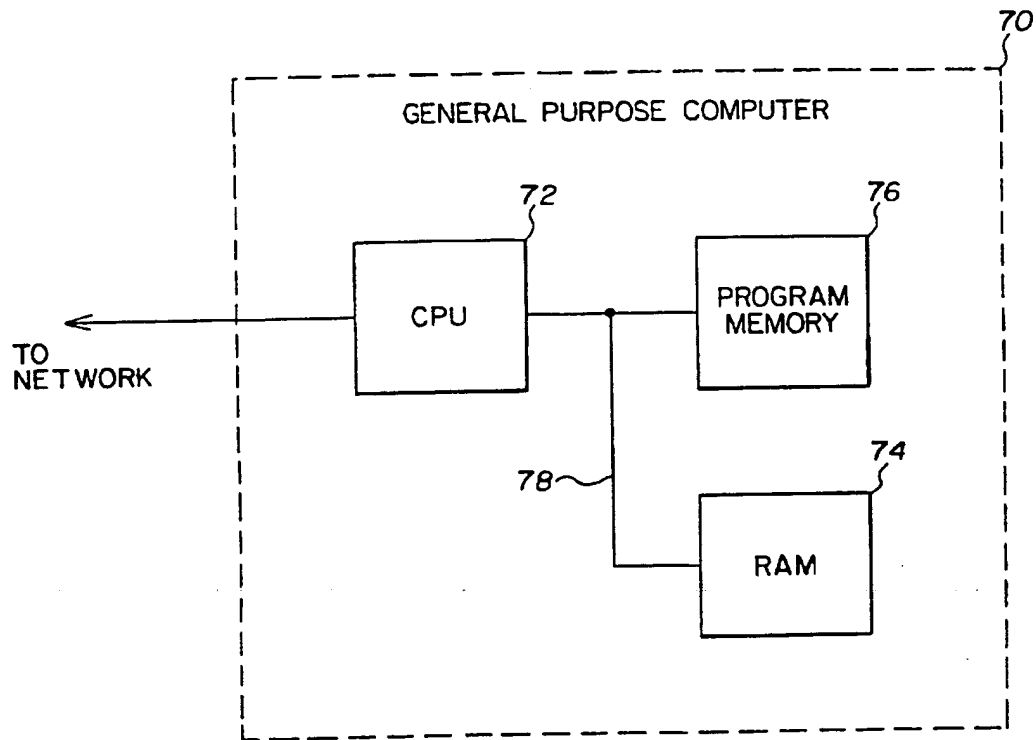 70
GENERAL PURPOSE COMPUTER
72
76
CPU
PROGRAM
MEMORY
TO
NETWORK
78
74
RAM